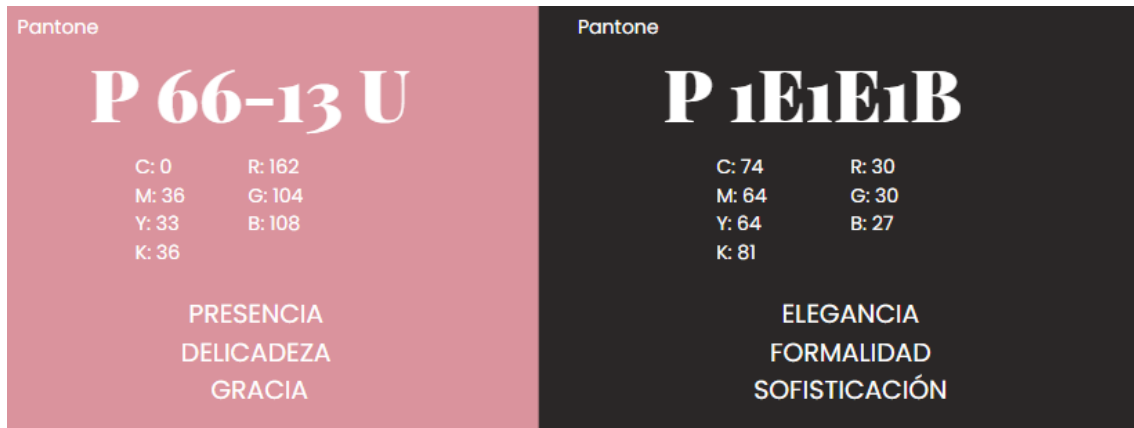 Pantone
P 66-13 U
C: 0
M: 36
Y: 33
K: 36
R: 162
G: 104
B: 108
PRESENCIA
DELICADEZA
GRACIA
Pantone
P 1E1E1B
C: 74
M: 64
Y: 64
K: 81
R: 30
G: 30
B: 27
ELEGANCIA
FORMALIDAD
SOFISTICACIÓN